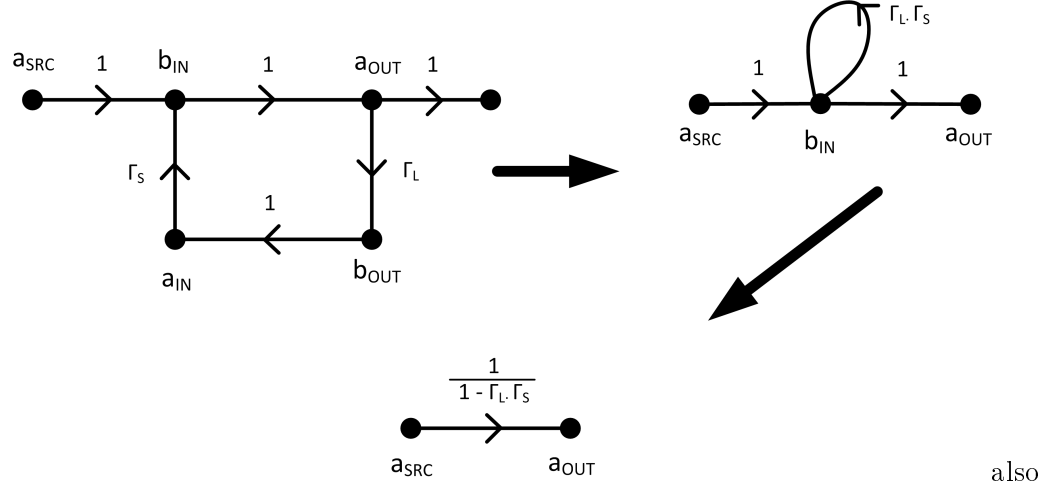 a_SRC 1 b_IN 1 a_OUT 1
Γ_S Γ_L
1
a_IN b_OUT
Γ_L.Γ_S
1 1
a_SRC b_IN a_OUT
1
1 - Γ_L.Γ_S
a_SRC a_OUT
also